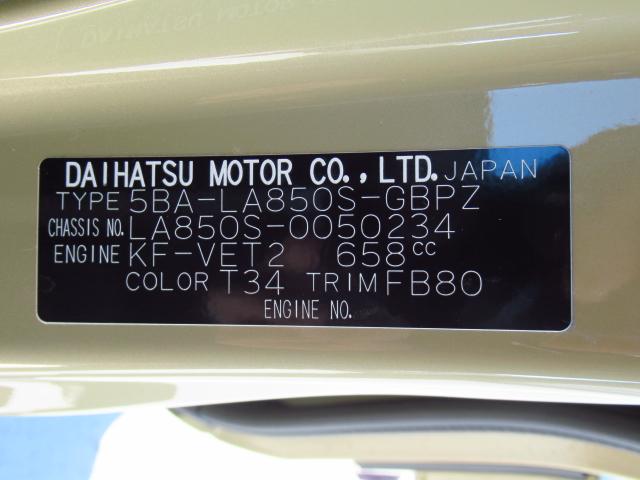 DAIHATSU MOTOR CO., LTD. JAPAN
TYPE 5BA-LA850S-GBPZ
CHASSIS NO. LA850S-0050234
ENGINE KF-VET2 658cc
COLOR T34 TRIM FB80
ENGINE NO.